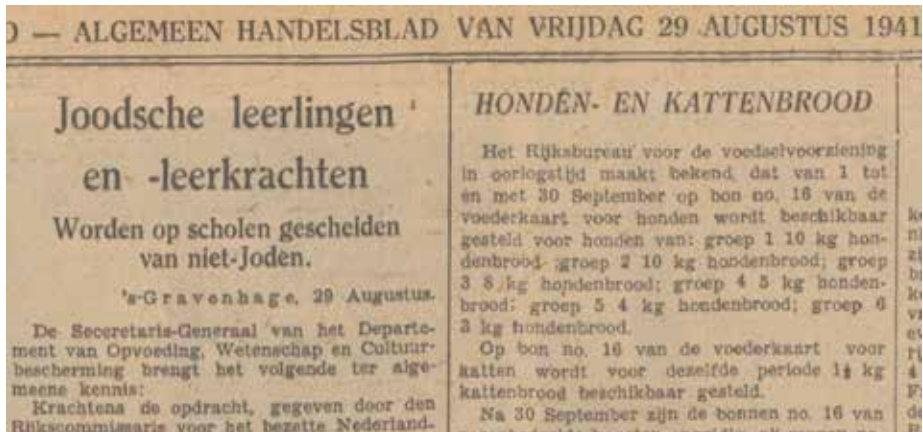 — ALGEMEEN HANDELSBLAD VAN VRIJDAG 29 AUGUSTUS 1941
Joodsche leerlingen
en -leerkrachten
Worden op scholen gescheiden
van niet-Joden.
's-Gravenhage, 29 Augustus.
De Secretaris-Generaal van het Departe-
ment van Opvoeding, Wetenschap en Cultuur-
bescherming brengt het volgende ter alge-
meene kennis:
Krachtens de opdracht, gegeven door den
Rijkscommissaris voor het bezette Nederland-
HONDEN- EN KATTENBROOD
Het Rijksbureau voor de voedselvoorziening
in oorlogstijd maakt bekend, dat van 1 tot
en met 30 September op bon no. 16 van de
voederkaart voor honden wordt beschikbaar
gesteld voor honden van: groep 1 10 kg hon-
denbrood; groep 2 10 kg hondenbrood; groep
3 8 kg hondenbrood; groep 4 5 kg honden-
brood; groep 5 4 kg hondenbrood; groep 6
3 kg hondenbrood.
Op bon no. 16 van de voederkaart voor
katten wordt voor dezelfde periode 1½ kg
kattenbrood beschikbaar gesteld.
Na 30 September zijn de bonnen no. 16 van